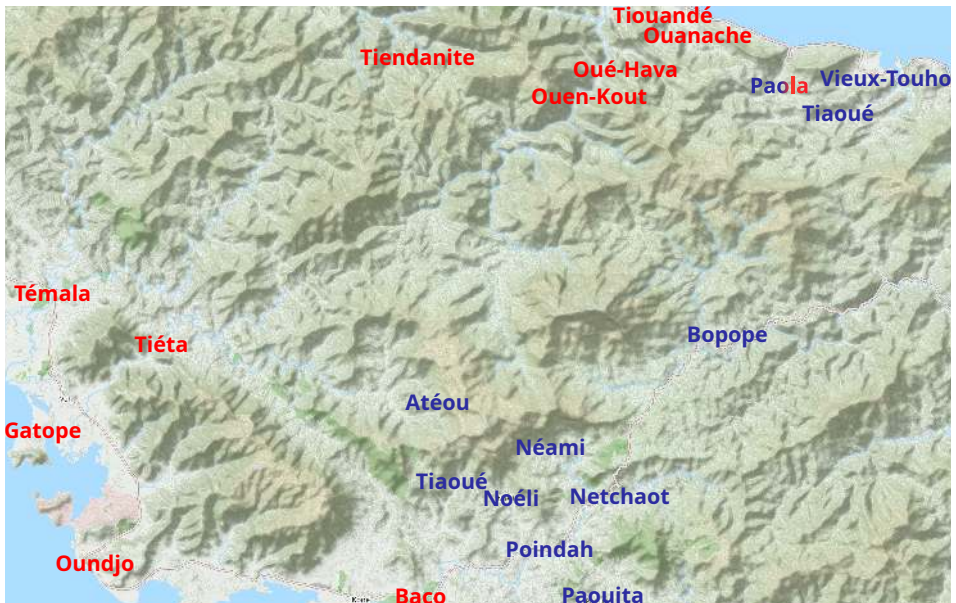 Tiouandé
Ouanache
Tiendanite
Oué-Hava
Vieux-Touho
Paola
Ouen-Kout
Tiaoué
Témala
Bopope
Tiéta
Atéou
Gatope
Néami
Tiaoué
Noéli
Netchaot
Poindah
Oundjo
Baco
Paouita